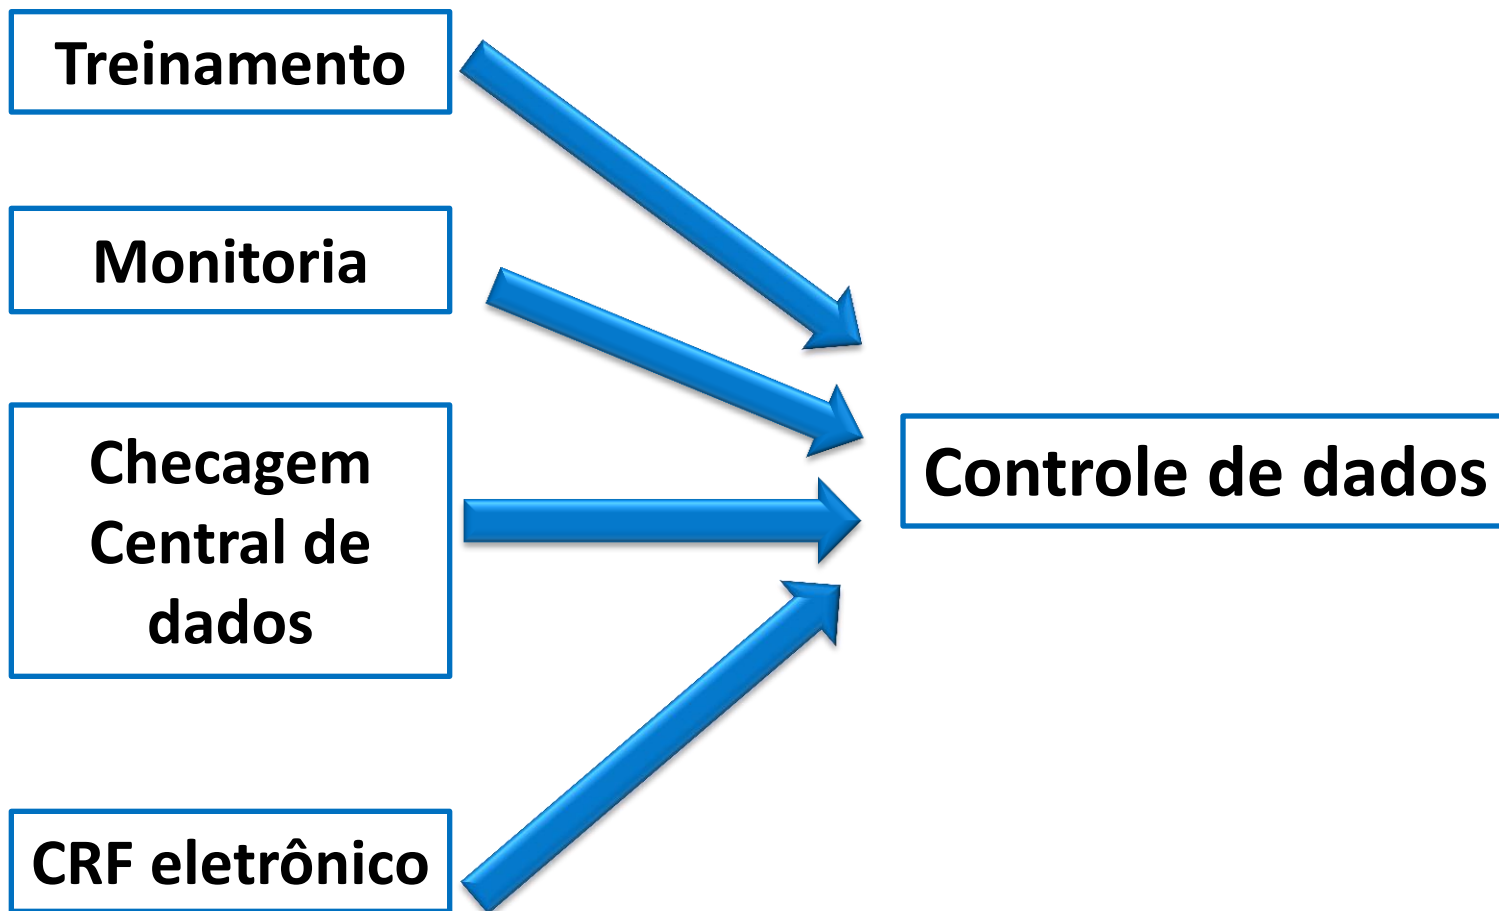 Treinamento
Monitoria
Checagem
Central de
dados
CRF eletrônico
Controle de dados